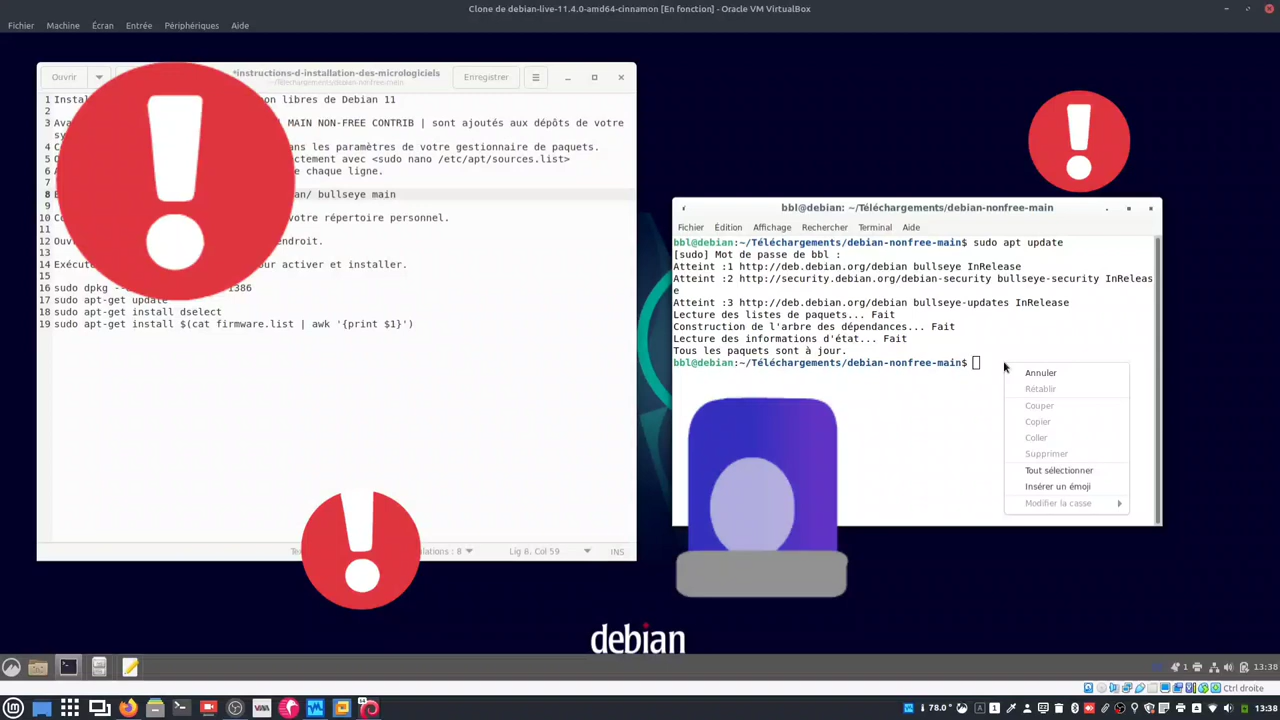 Clone de debian-live-11.4.0-amd64-cinnamon [En fonction] - Oracle VM VirtualBox
Fichier Machine Écran Entrée Périphériques Aide
Ouvrir
*instructions-d-installation-des-micrologiciels
Enregistrer
1 Instal on libres de Debian 11
2
3 Ava MAIN NON-FREE CONTRIB | sont ajoutés aux dépôts de votre
sy
4 C ans les paramètres de votre gestionnaire de paquets.
5 O ctement avec <sudo nano /etc/apt/sources.list>
6 A e chaque ligne.
7
8 an/ bullseye main
9
10 Co votre répertoire personnel.
11
12 Ouv ndroit.
13
14 Exécute our activer et installer.
15
16 sudo dpkg -- i386
17 sudo apt-get update
18 sudo apt-get install dselect
19 sudo apt-get install $(cat firmware.list | awk '{print $1}')
lations : 8 Lig 8, Col 59 INS
bbl@debian: ~/Téléchargements/debian-nonfree-main
Fichier Édition Affichage Rechercher Terminal Aide
bbl@debian:~/Téléchargements/debian-nonfree-main$ sudo apt update
[sudo] Mot de passe de bbl :
Atteint :1 http://deb.debian.org/debian bullseye InRelease
Atteint :2 http://security.debian.org/debian-security bullseye-security InReleas
e
Atteint :3 http://deb.debian.org/debian bullseye-updates InRelease
Lecture des listes de paquets... Fait
Construction de l'arbre des dépendances... Fait
Lecture des informations d'état... Fait
Tous les paquets sont à jour.
bbl@debian:~/Téléchargements/debian-nonfree-main$
Annuler
Rétablir
Couper
Copier
Coller
Supprimer
Tout sélectionner
Insérer un émoji
Modifier la casse
debian
1 13:38
Ctrl droite
78.0° 13:38